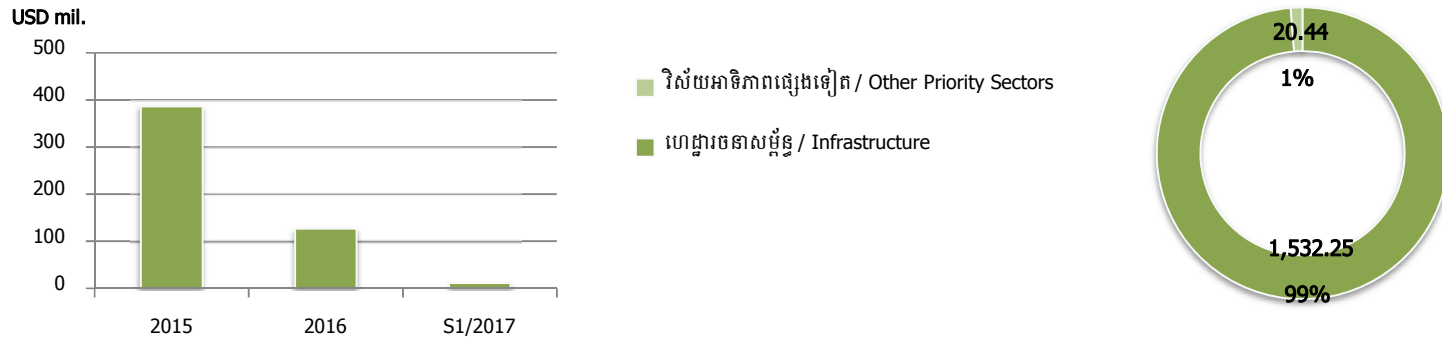 USD mil.
500
400
300
200
100
0
2015 2016 S1/2017
វិស័យអាទិភាពផ្សេងទៀត / Other Priority Sectors
ហេដ្ឋារចនាសម្ព័ន្ធ / Infrastructure
20.44
1%
1,532.25
99%